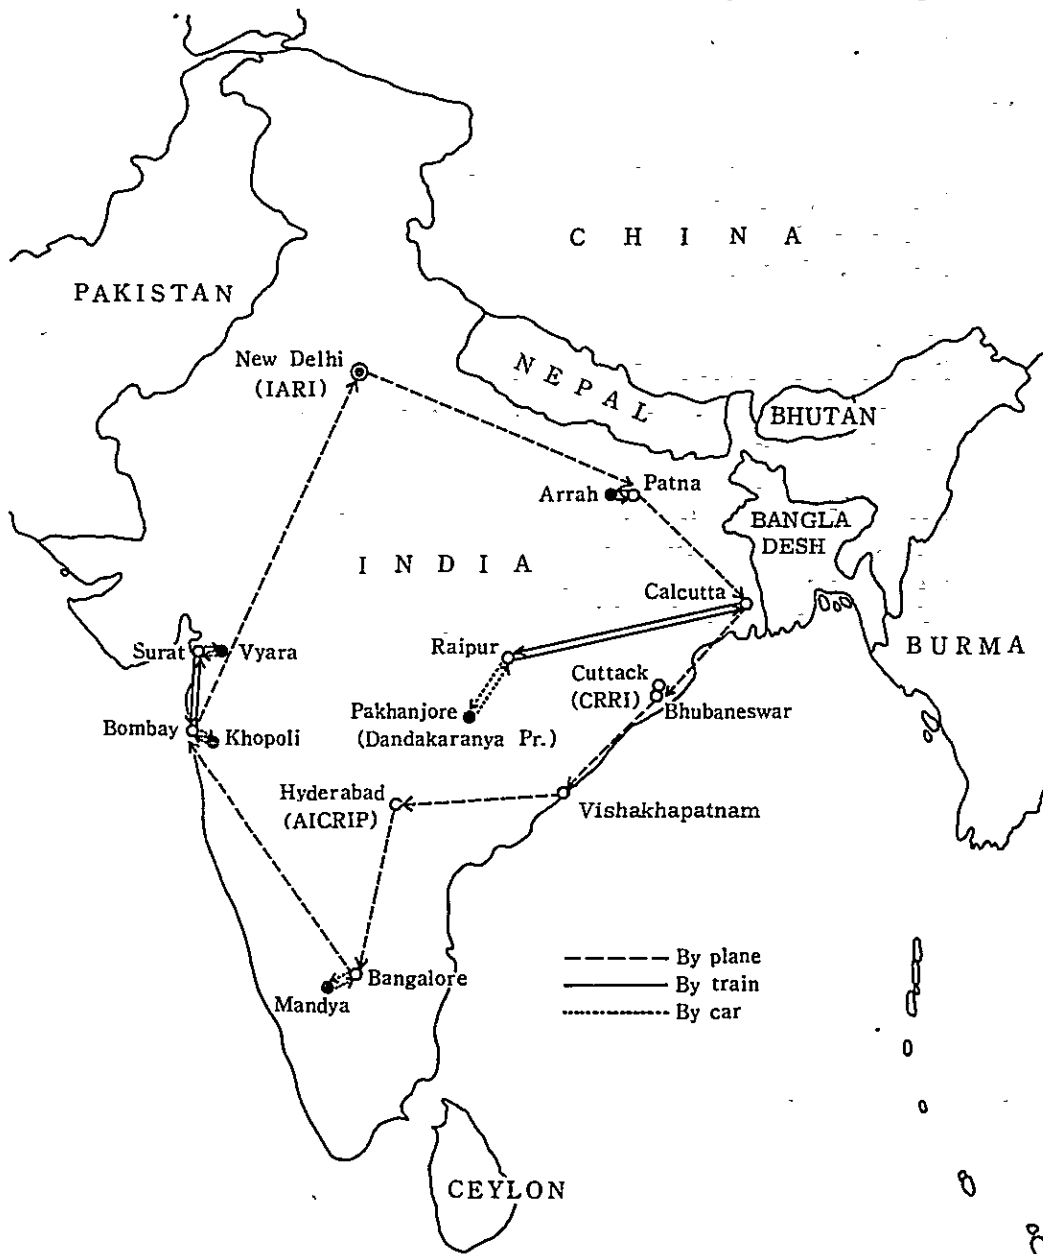 C H I N A
PAKISTAN
New Delhi
(IARI)
N E P A L
BHUTAN
Arrah
Patna
BANGLA
DESH
I N D I A
Calcutta
Surat
Vyara
Raipur
BURMA
Cuttack
(CRRI)
Bhubaneswar
Pakhanjore
(Dandakaranya Pr.)
Bombay
Khopoli
Hyderabad
(AICRIP)
Vishakhapatnam
Bangalore
Mandya
By plane
By train
By car
CEYLON